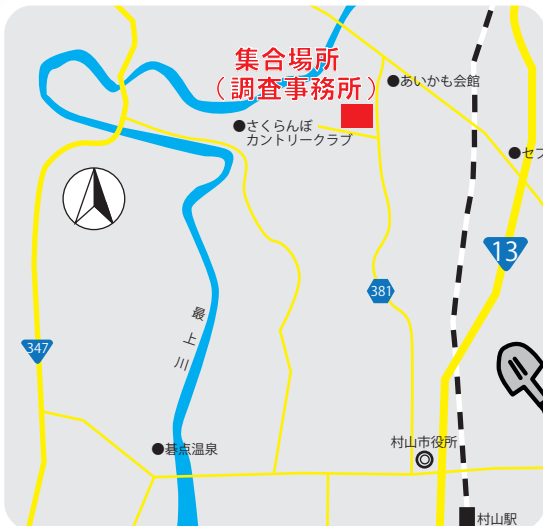 集合場所
（調査事務所）
●あいかも会館
●さくらんぼ
カントリークラブ
●セブ
13
381
最上川
347
村山市役所
●碁点温泉
村山駅